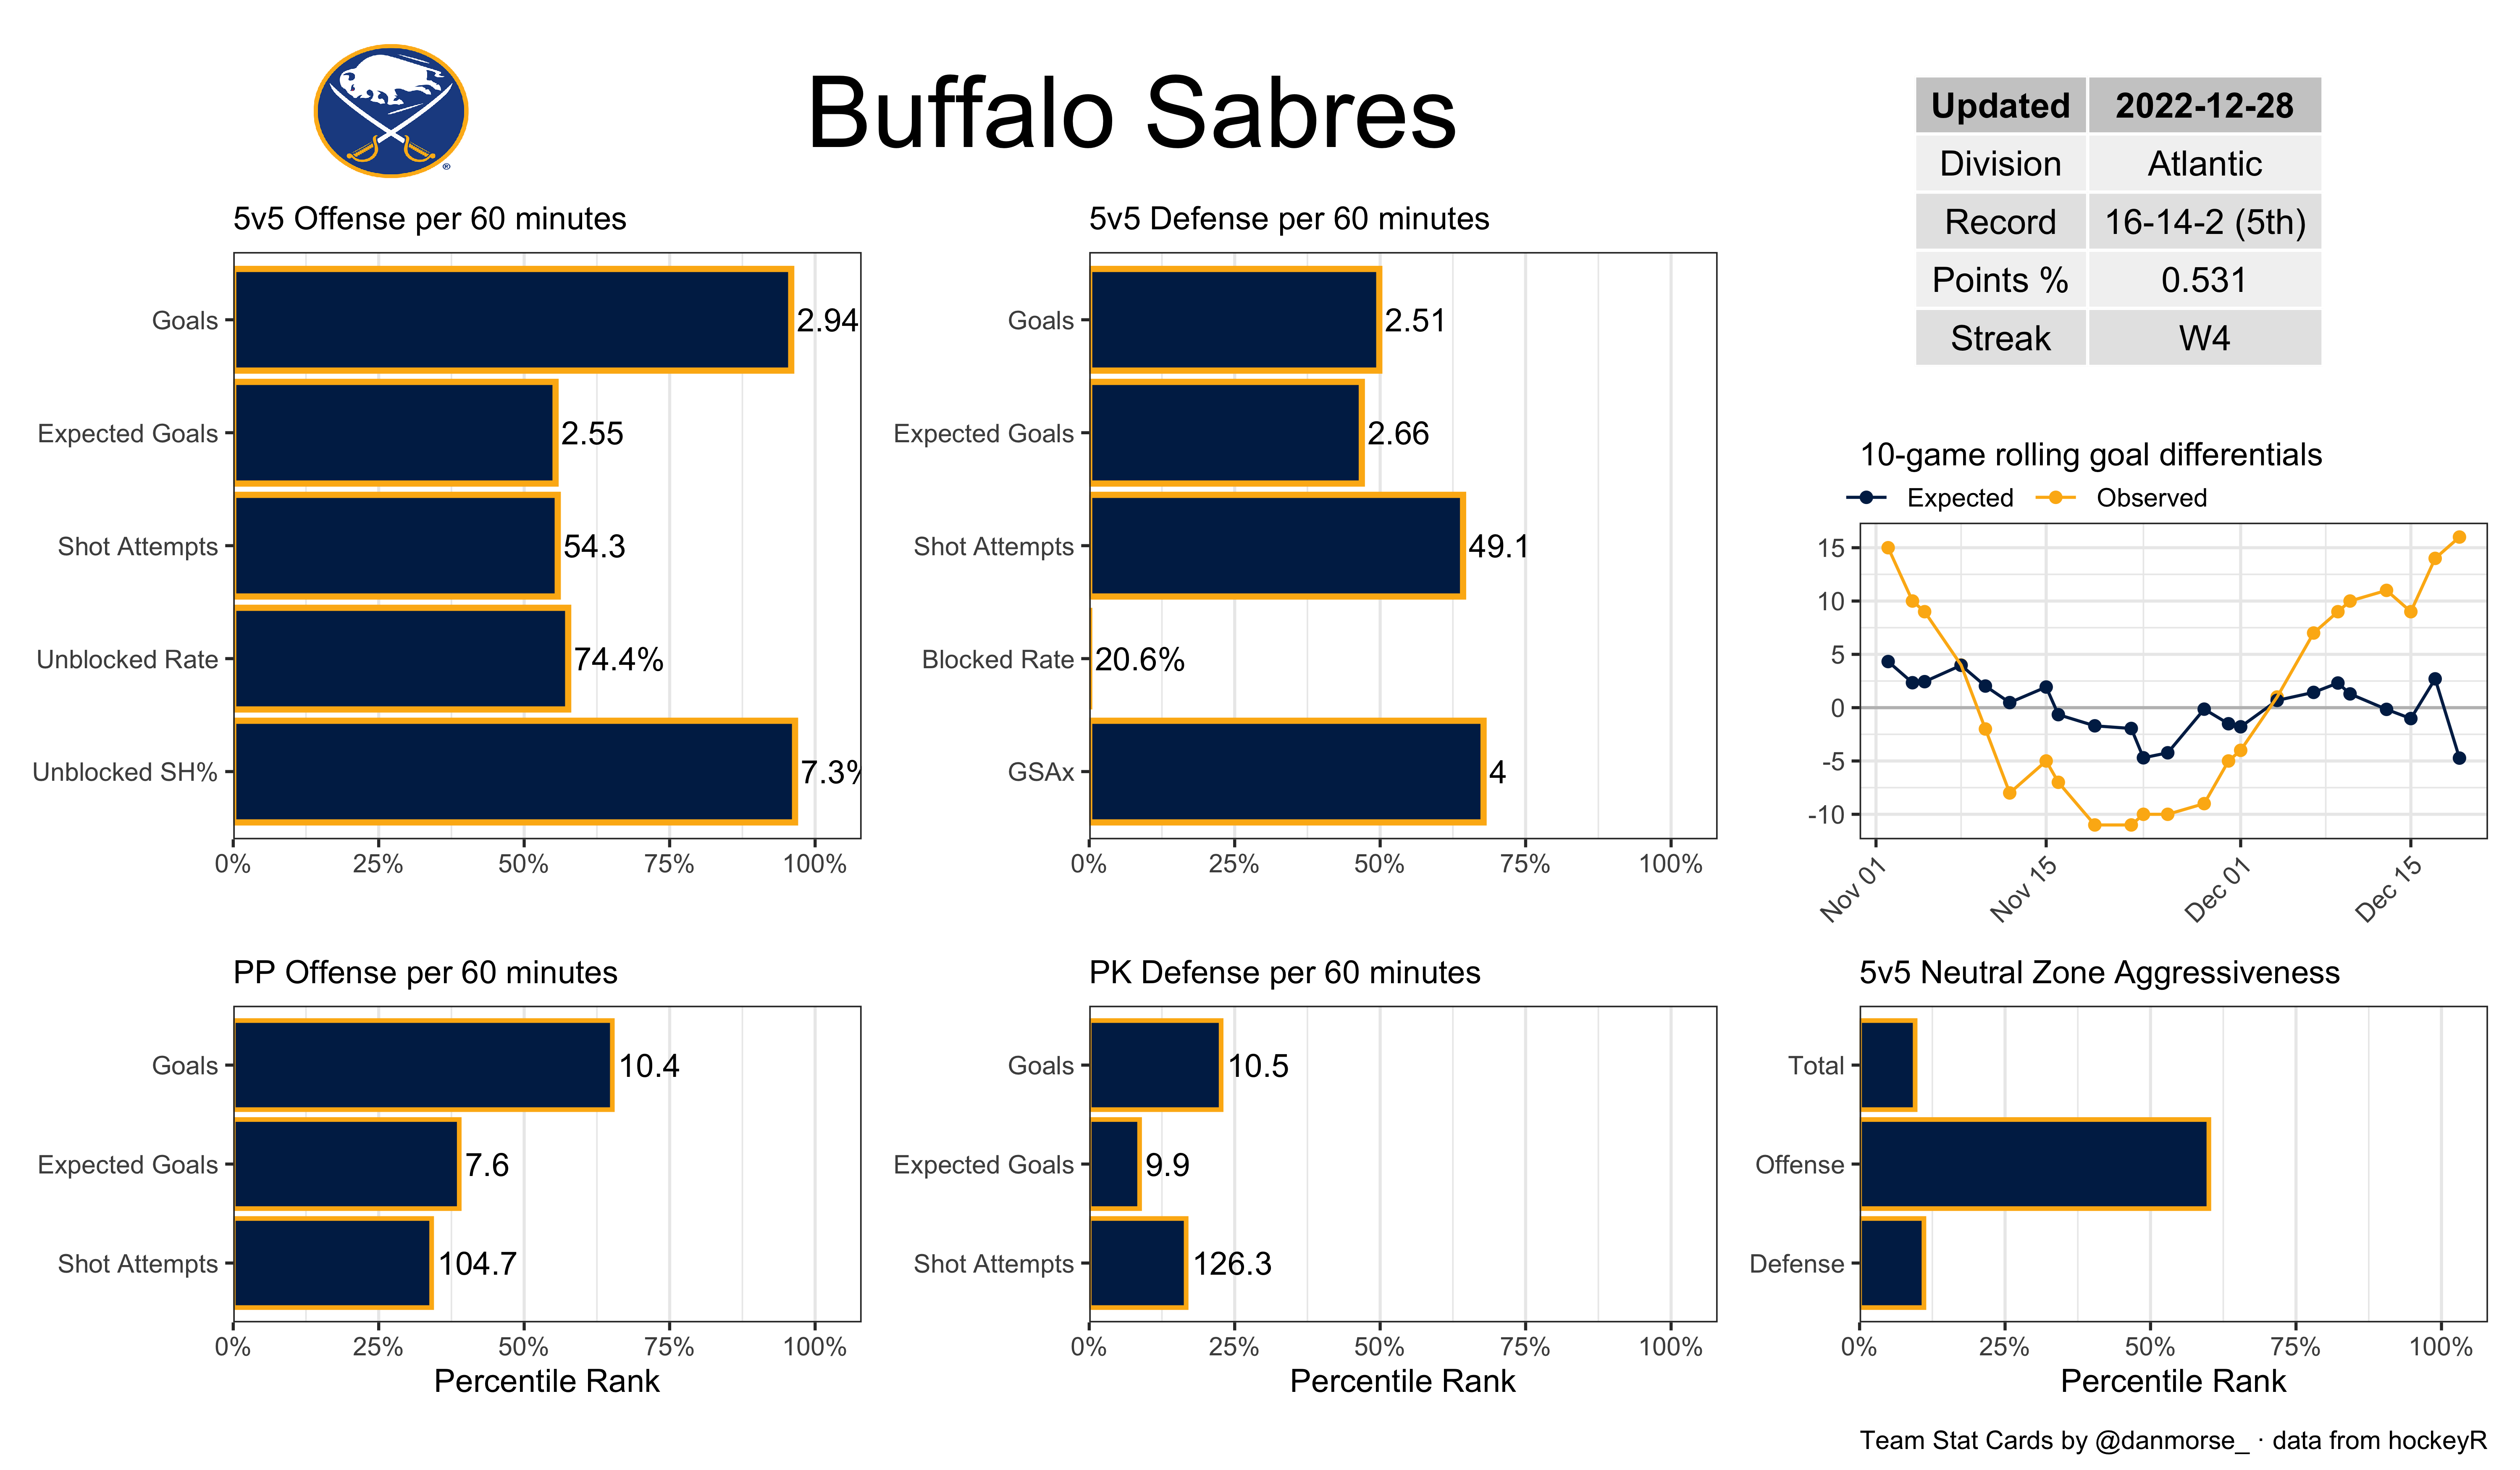 Buffalo Sabres
Updated 2022-12-28
Division Atlantic
Record 16-14-2 (5th)
Points % 0.531
Streak W4
5v5 Offense per 60 minutes
Goals 2.94
Expected Goals 2.55
Shot Attempts 54.3
Unblocked Rate 74.4%
Unblocked SH% 7.3%
0% 25% 50% 75% 100%
5v5 Defense per 60 minutes
Goals 2.51
Expected Goals 2.66
Shot Attempts 49.1
Blocked Rate 20.6%
GSAx 4
0% 25% 50% 75% 100%
10-game rolling goal differentials
Expected Observed
15
10
5
0
-5
-10
Nov 01 Nov 15 Dec 01 Dec 15
PP Offense per 60 minutes
Goals 10.4
Expected Goals 7.6
Shot Attempts 104.7
0% 25% 50% 75% 100%
Percentile Rank
PK Defense per 60 minutes
Goals 10.5
Expected Goals 9.9
Shot Attempts 126.3
0% 25% 50% 75% 100%
Percentile Rank
5v5 Neutral Zone Aggressiveness
Total
Offense
Defense
0% 25% 50% 75% 100%
Percentile Rank
Team Stat Cards by @danmorse_ · data from hockeyR